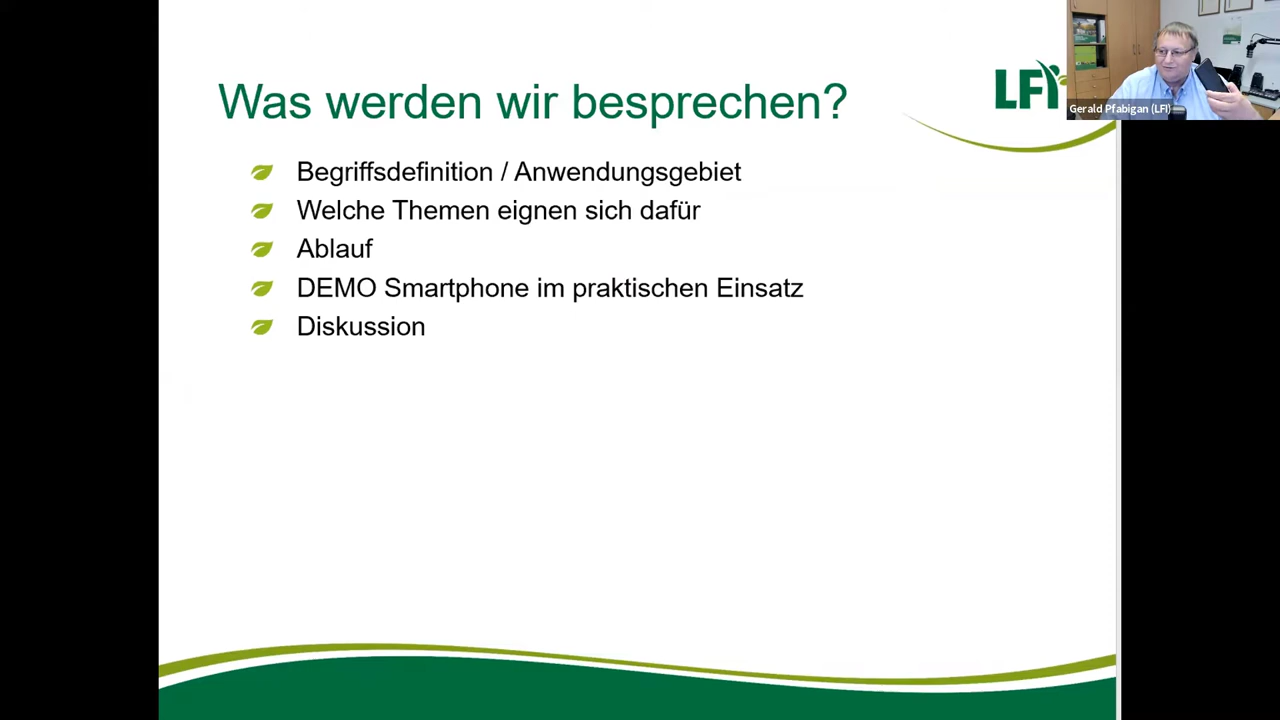 Was werden wir besprechen?
LFI
Gerald Pfabigan (LFI)
Begriffsdefinition / Anwendungsgebiet
Welche Themen eignen sich dafür
Ablauf
DEMO Smartphone im praktischen Einsatz
Diskussion